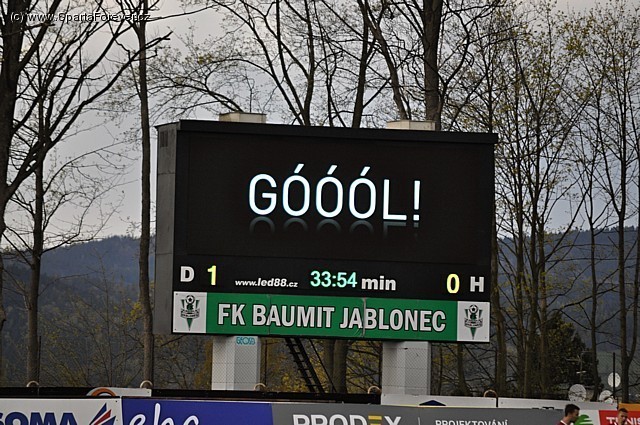 (c) www.SpartaForever.cz
GÓÓÓL!
D 1 www.led88.cz 33:54 min 0 H
FK BAUMIT JABLONEC
PRODEX PROJEKTOVÁNÍ